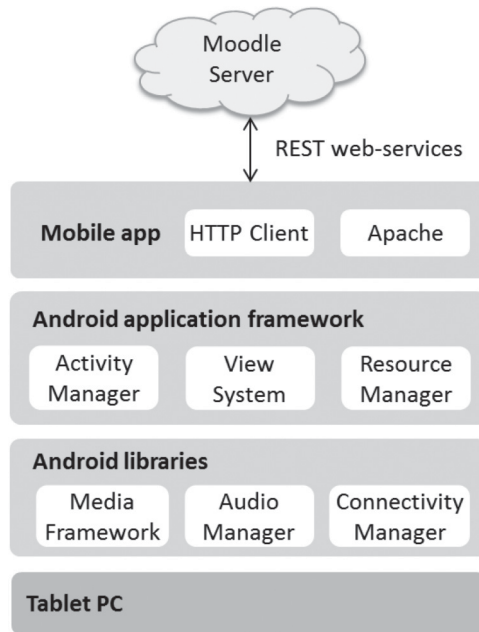 Moodle
Server
REST web-services
Mobile app HTTP Client Apache
Android application framework
Activity
Manager
View
System
Resource
Manager
Android libraries
Media
Framework
Audio
Manager
Connectivity
Manager
Tablet PC